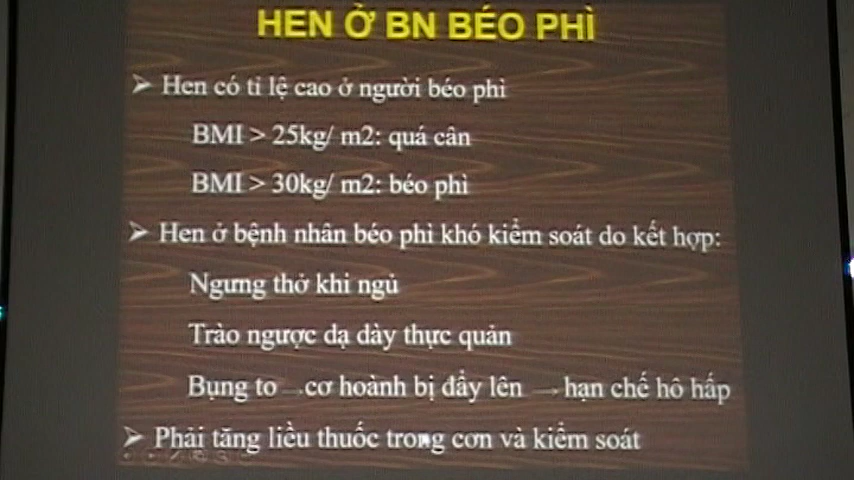 HEN Ở BN BÉO PHÌ
➢ Hen có tỉ lệ cao ở người béo phì
BMI > 25kg/ m2: quá cân
BMI > 30kg/ m2: béo phì
➢ Hen ở bệnh nhân béo phì khó kiểm soát do kết hợp:
Ngưng thở khi ngủ
Trào ngược dạ dày thực quản
Bụng to → cơ hoành bị đẩy lên → hạn chế hô hấp
➢ Phải tăng liều thuốc trong cơn và kiểm soát